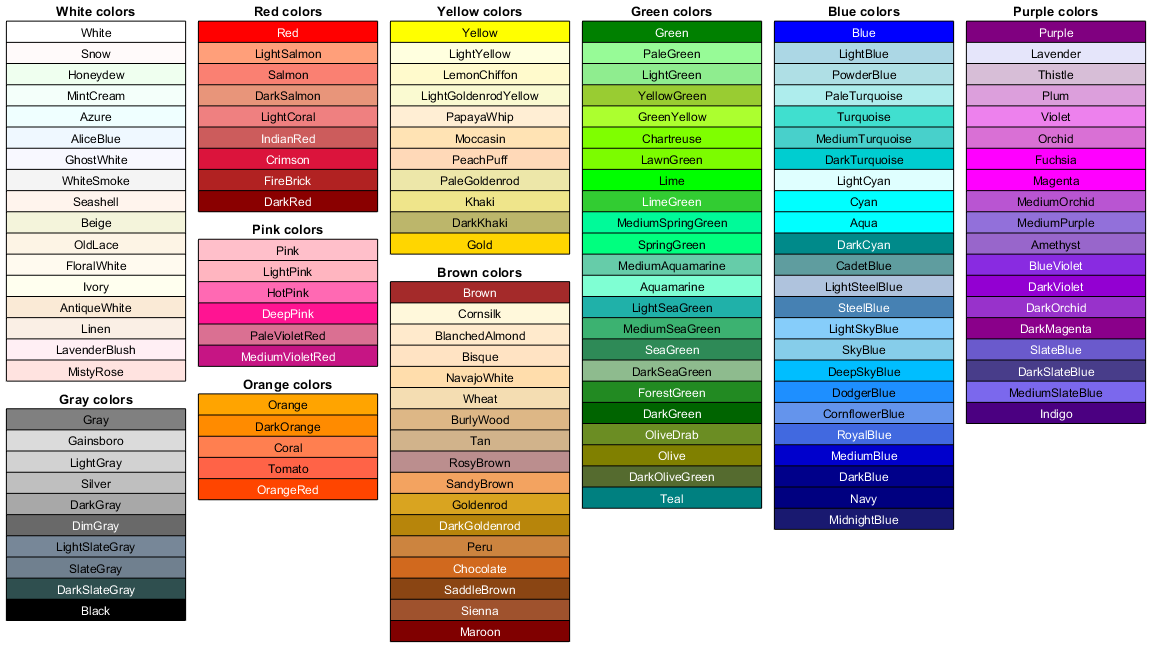 White colors
White
Snow
Honeydew
MintCream
Azure
AliceBlue
GhostWhite
WhiteSmoke
Seashell
Beige
OldLace
FloralWhite
Ivory
AntiqueWhite
Linen
LavenderBlush
MistyRose
Gray colors
Gray
Gainsboro
LightGray
Silver
DarkGray
DimGray
LightSlateGray
SlateGray
DarkSlateGray
Black
Red colors
Red
LightSalmon
Salmon
DarkSalmon
LightCoral
IndianRed
Crimson
FireBrick
DarkRed
Pink colors
Pink
LightPink
HotPink
DeepPink
PaleVioletRed
MediumVioletRed
Orange colors
Orange
DarkOrange
Coral
Tomato
OrangeRed
Yellow colors
Yellow
LightYellow
LemonChiffon
LightGoldenrodYellow
PapayaWhip
Moccasin
PeachPuff
PaleGoldenrod
Khaki
DarkKhaki
Gold
Brown colors
Brown
Cornsilk
BlanchedAlmond
Bisque
NavajoWhite
Wheat
BurlyWood
Tan
RosyBrown
SandyBrown
Goldenrod
DarkGoldenrod
Peru
Chocolate
SaddleBrown
Sienna
Maroon
Green colors
Green
PaleGreen
LightGreen
YellowGreen
GreenYellow
Chartreuse
LawnGreen
Lime
LimeGreen
MediumSpringGreen
SpringGreen
MediumAquamarine
Aquamarine
LightSeaGreen
MediumSeaGreen
SeaGreen
DarkSeaGreen
ForestGreen
DarkGreen
OliveDrab
Olive
DarkOliveGreen
Teal
Blue colors
Blue
LightBlue
PowderBlue
PaleTurquoise
Turquoise
MediumTurquoise
DarkTurquoise
LightCyan
Cyan
Aqua
DarkCyan
CadetBlue
LightSteelBlue
SteelBlue
LightSkyBlue
SkyBlue
DeepSkyBlue
DodgerBlue
CornflowerBlue
RoyalBlue
MediumBlue
DarkBlue
Navy
MidnightBlue
Purple colors
Purple
Lavender
Thistle
Plum
Violet
Orchid
Fuchsia
Magenta
MediumOrchid
MediumPurple
Amethyst
BlueViolet
DarkViolet
DarkOrchid
DarkMagenta
SlateBlue
DarkSlateBlue
MediumSlateBlue
Indigo